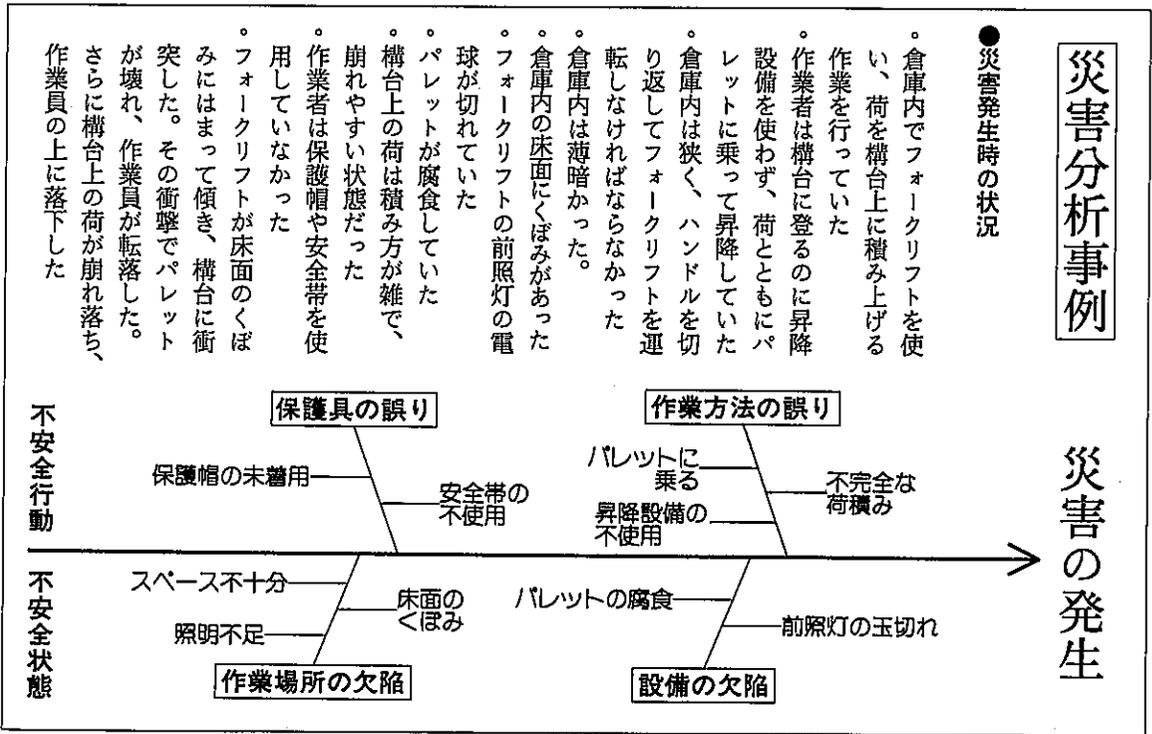 災害分析事例
●災害発生時の状況
。倉庫内でフォークリフトを使
い、荷を構台上に積み上げる
作業を行っていた
。作業者は構台に登るのに昇降
設備を使わず、荷とともにパ
レットに乗って昇降していた
。倉庫内は狭く、ハンドルを切
り返してフォークリフトを運
転しなければならなかった
。倉庫内は薄暗かった。
。倉庫内の床面にくぼみがあった
。フォークリフトの前照灯の電
球が切れていた
。パレットが腐食していた
。構台上の荷は積み方が雑で、
崩れやすい状態だった
。作業者は保護帽や安全帯を使
用していなかった
。フォークリフトが床面のくぼ
みにはまって傾き、構台に衝
突した。その衝撃でパレット
が壊れ、作業員が転落した。
さらに構台上の荷が崩れ落ち、
作業員の上に落下した
災害の発生
作業方法の誤り
パレットに
乗る
不完全な
荷積み
昇降設備の
不使用
保護具の誤り
保護帽の未着用
安全帯の
不使用
不安全行動
不安全状態
スペース不十分
床面の
くぼみ
照明不足
作業場所の欠陥
パレットの腐食
前照灯の玉切れ
設備の欠陥